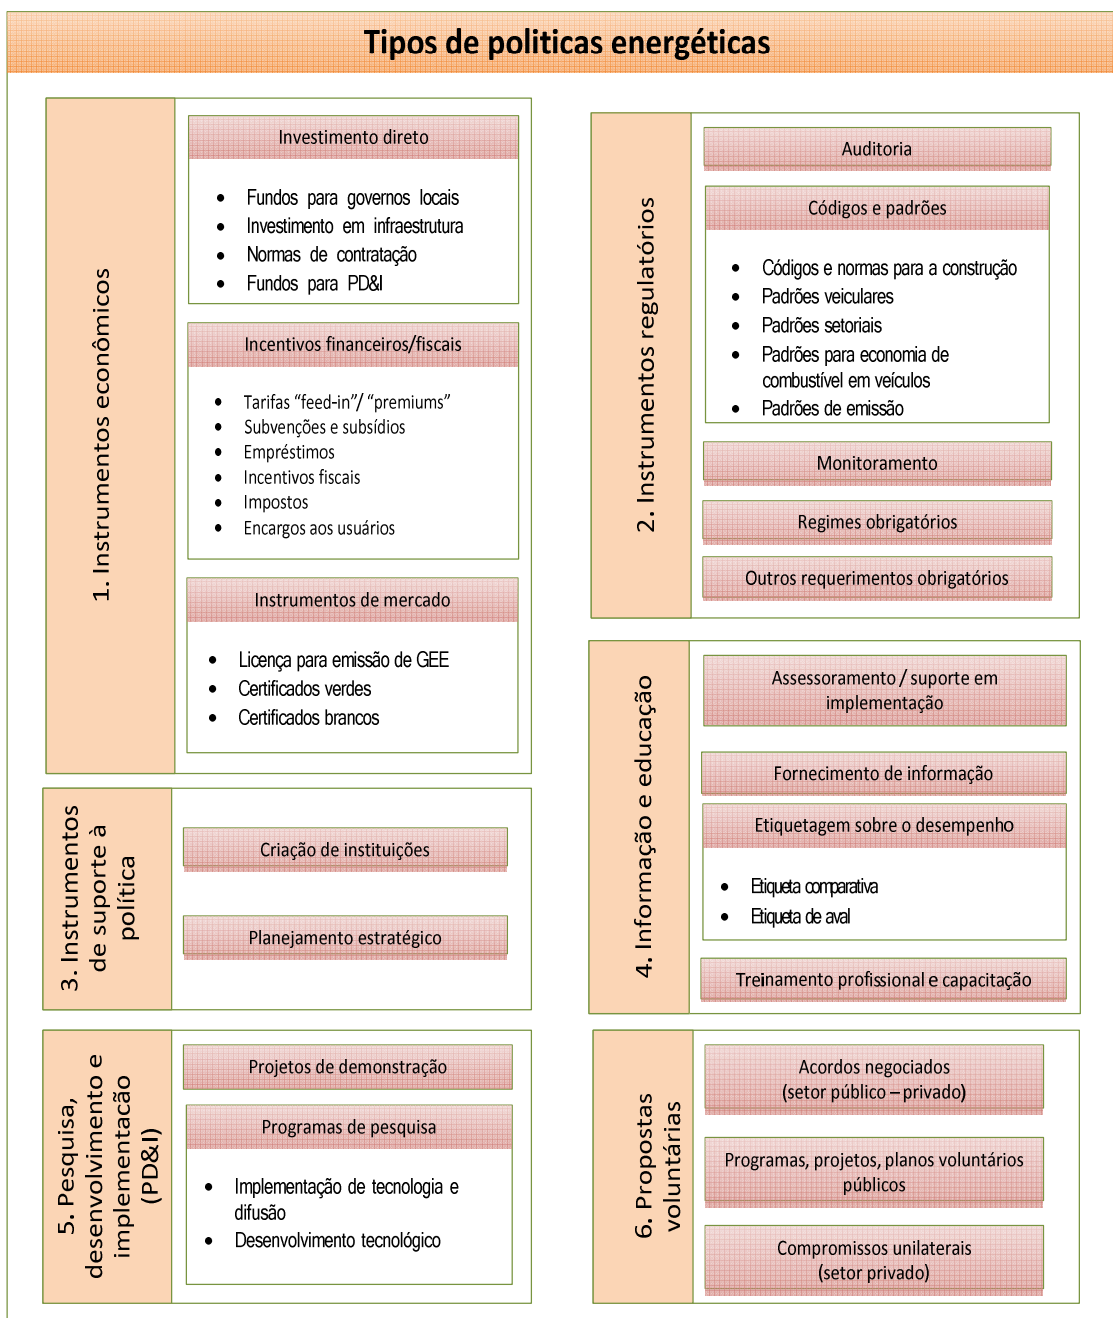 Tipos de politicas energéticas
1. Instrumentos econômicos
Investimento direto
• Fundos para governos locais
• Investimento em infraestrutura
• Normas de contratação
• Fundos para PD&I
Incentivos financeiros/fiscais
• Tarifas “feed-in”/ “premiums”
• Subvenções e subsídios
• Empréstimos
• Incentivos fiscais
• Impostos
• Encargos aos usuários
Instrumentos de mercado
• Licença para emissão de GEE
• Certificados verdes
• Certificados brancos
2. Instrumentos regulatórios
Auditoria
Códigos e padrões
• Códigos e normas para a construção
• Padrões veiculares
• Padrões setoriais
• Padrões para economia de
combustível em veículos
• Padrões de emissão
Monitoramento
Regimes obrigatórios
Outros requerimentos obrigatórios
3. Instrumentos
de suporte à
política
Criação de instituições
Planejamento estratégico
4. Informação e educação
Assessoramento / suporte em
implementação
Fornecimento de informação
Etiquetagem sobre o desempenho
• Etiqueta comparativa
• Etiqueta de aval
Treinamento profissional e capacitação
5. Pesquisa,
desenvolvimento e
implementacão
(PD&I)
Projetos de demonstração
Programas de pesquisa
• Implementação de tecnologia e
difusão
• Desenvolvimento tecnológico
6. Propostas
voluntárias
Acordos negociados
(setor público – privado)
Programas, projetos, planos voluntários
públicos
Compromissos unilaterais
(setor privado)